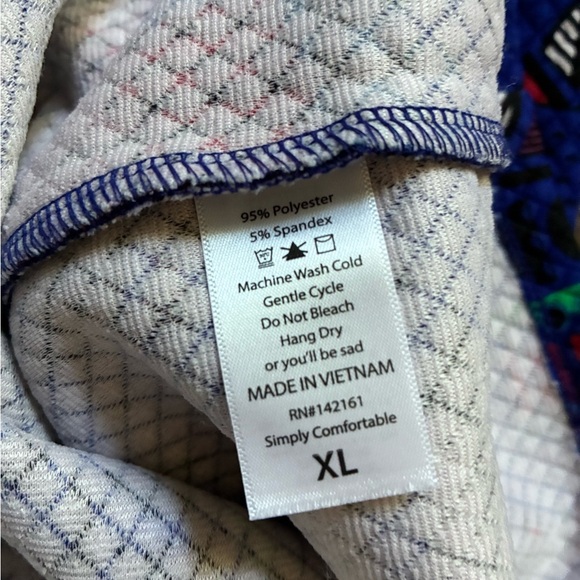 95% Polyester
5% Spandex
Machine Wash Cold
Gentle Cycle
Do Not Bleach
Hang Dry
or you'll be sad
MADE IN VIETNAM
RN#142161
Simply Comfortable
XL